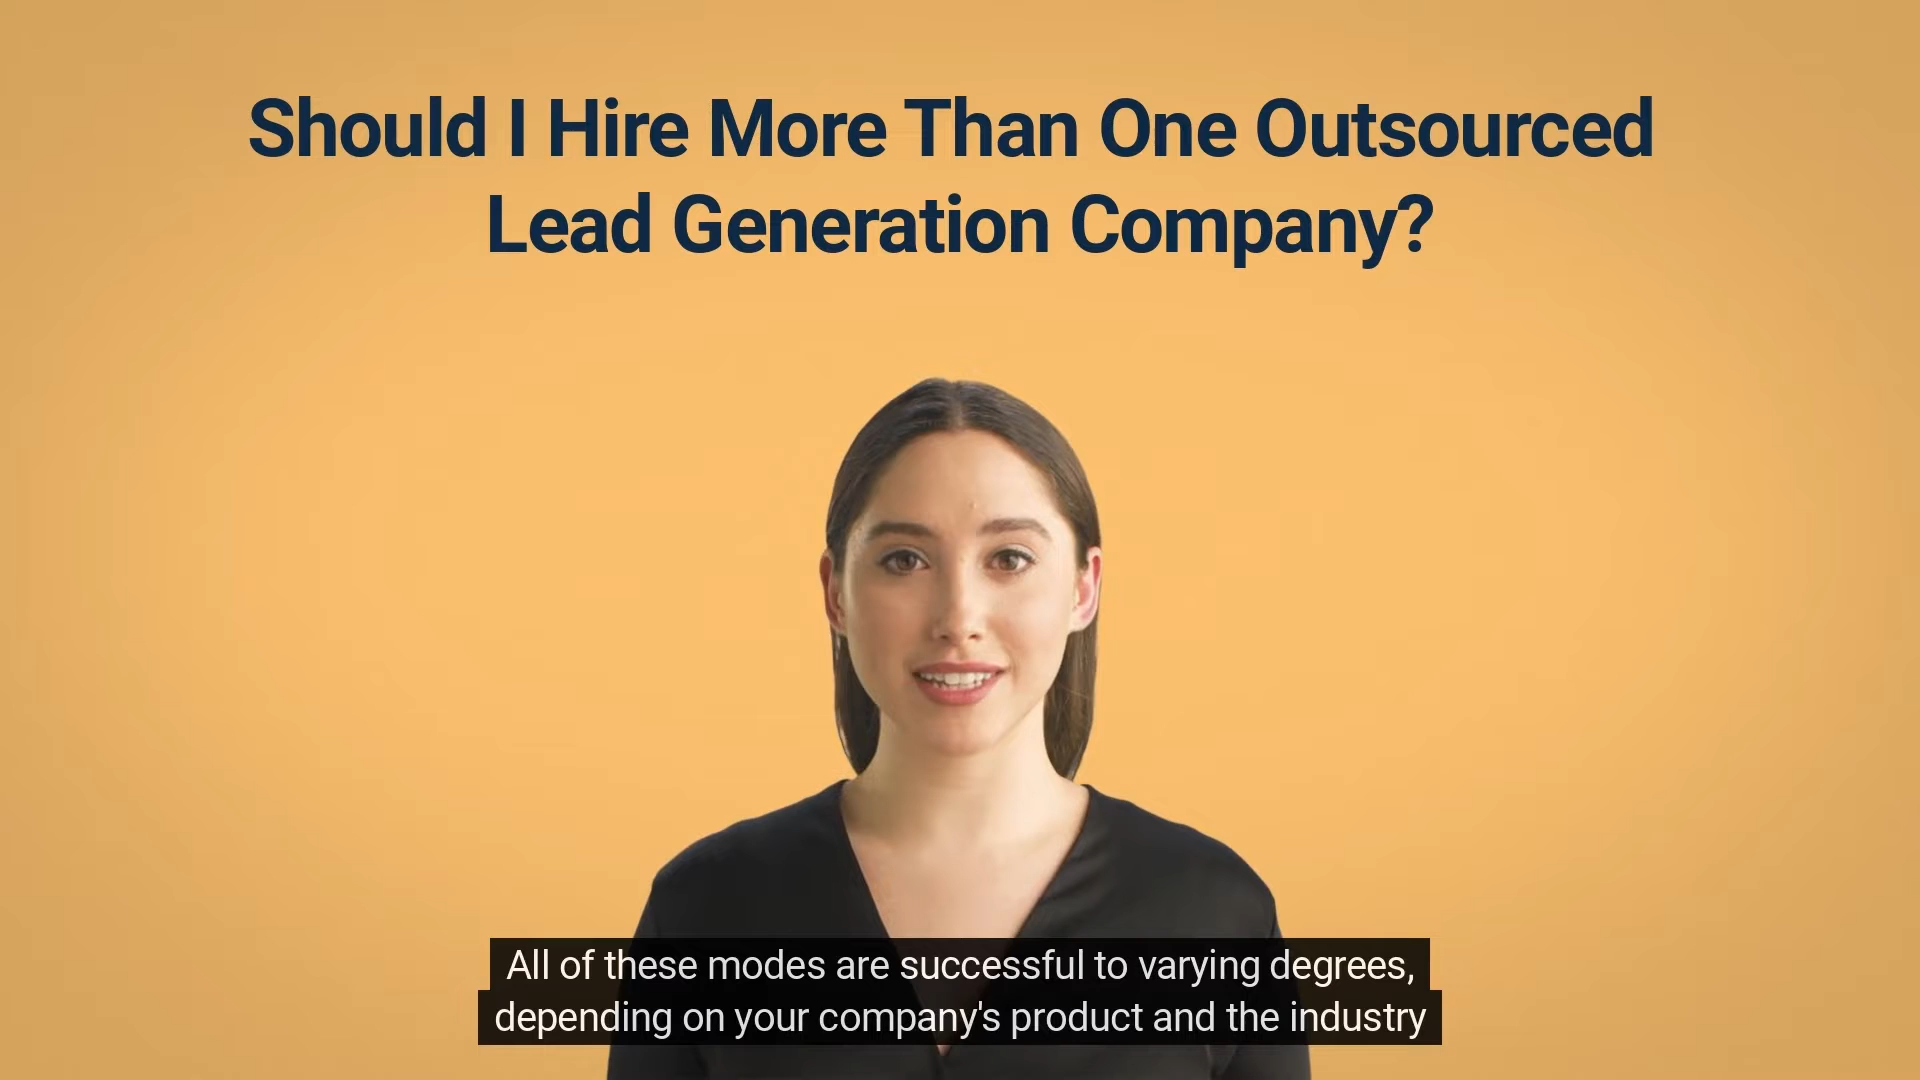 Should I Hire More Than One Outsourced
Lead Generation Company?
All of these modes are successful to varying degrees,
depending on your company's product and the industry